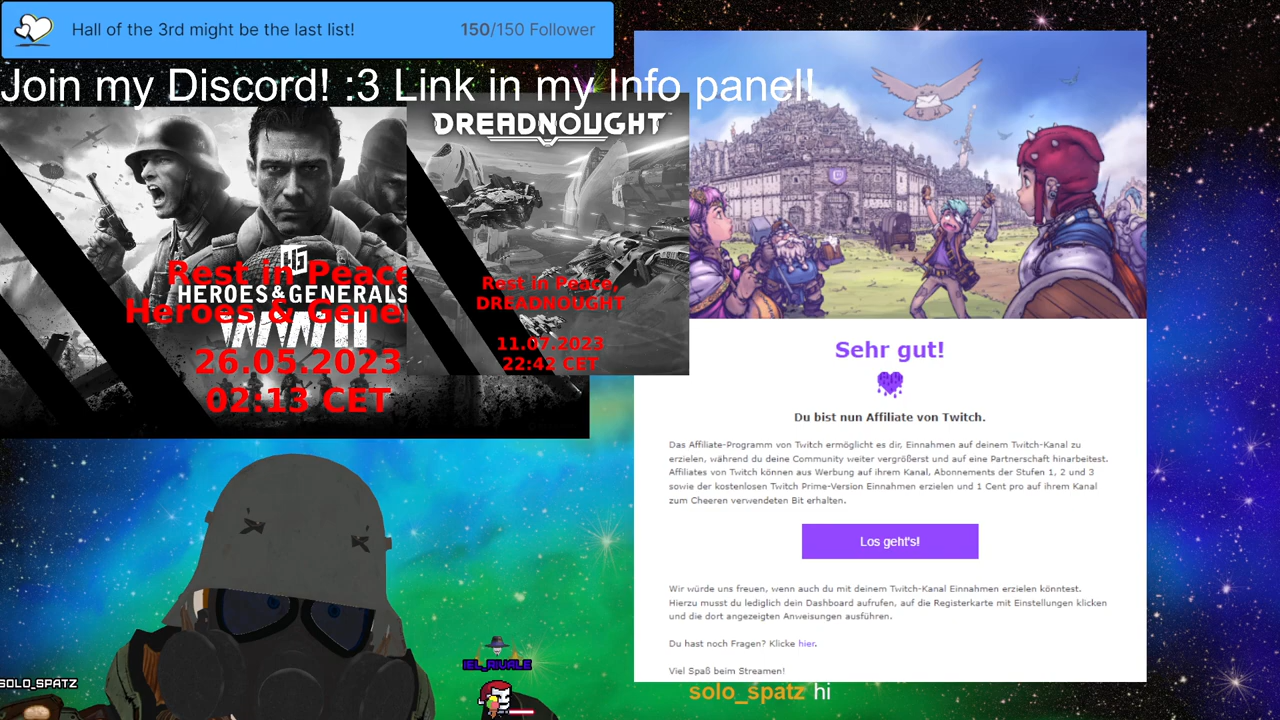 Hall of the 3rd might be the last list!
150/150 Follower
Join my Discord! :3 Link in my Info panel!
DREADNOUGHT
Rest in Peace
HEROES & GENERALS
Heroes & Gene
WWII
26.05.2023
02:13 CET
Rest in Peace,
DREADNOUGHT
11.07.2023
22:42 CET
Sehr gut!
Du bist nun Affiliate von Twitch.
Das Affiliate-Programm von Twitch ermöglicht es dir, Einnahmen auf deinem Twitch-Kanal zu
erzielen, während du deine Community weiter vergrößerst und auf eine Partnerschaft hinarbeitest.
Affiliates von Twitch können aus Werbung auf ihrem Kanal, Abonnements der Stufen 1, 2 und 3
sowie der kostenlosen Twitch Prime-Version Einnahmen erzielen und 1 Cent pro auf ihrem Kanal
zum Cheeren verwendeten Bit erhalten.
Los geht's!
Wir würde uns freuen, wenn auch du mit deinem Twitch-Kanal Einnahmen erzielen könntest.
Hierzu musst du lediglich dein Dashboard aufrufen, auf die Registerkarte mit Einstellungen klicken
und die dort angezeigten Anweisungen ausführen.
Du hast noch Fragen? Klicke hier.
Viel Spaß beim Streamen!
SOLO_SPATZ
IEL_RIVALE
solo_spatz hi